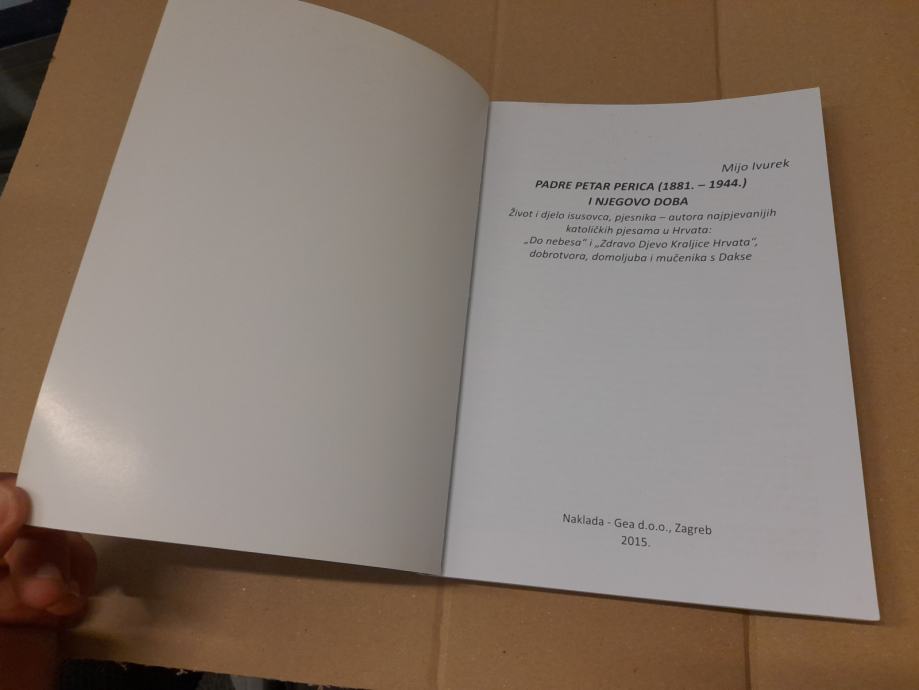 Mijo Ivurek
PADRE PETAR PERICA (1881. – 1944.)
I NJEGOVO DOBA
Život i djelo isusovca, pjesnika – autora najpjevanijih
katoličkih pjesama u Hrvata:
„Do nebesa“ i „Zdravo Djevo Kraljice Hrvata“,
dobrotvora, domoljuba i mučenika s Dakse
Naklada - Gea d.o.o., Zagreb
2015.